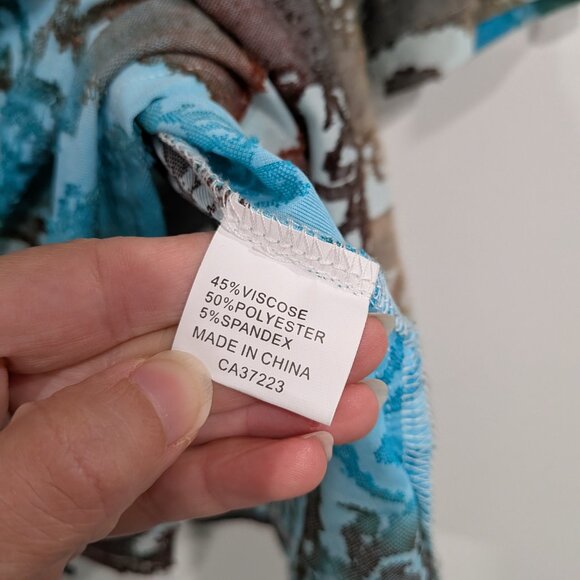 45%VISCOSE
50%POLYESTER
5%SPANDEX
MADE IN CHINA
CA37223